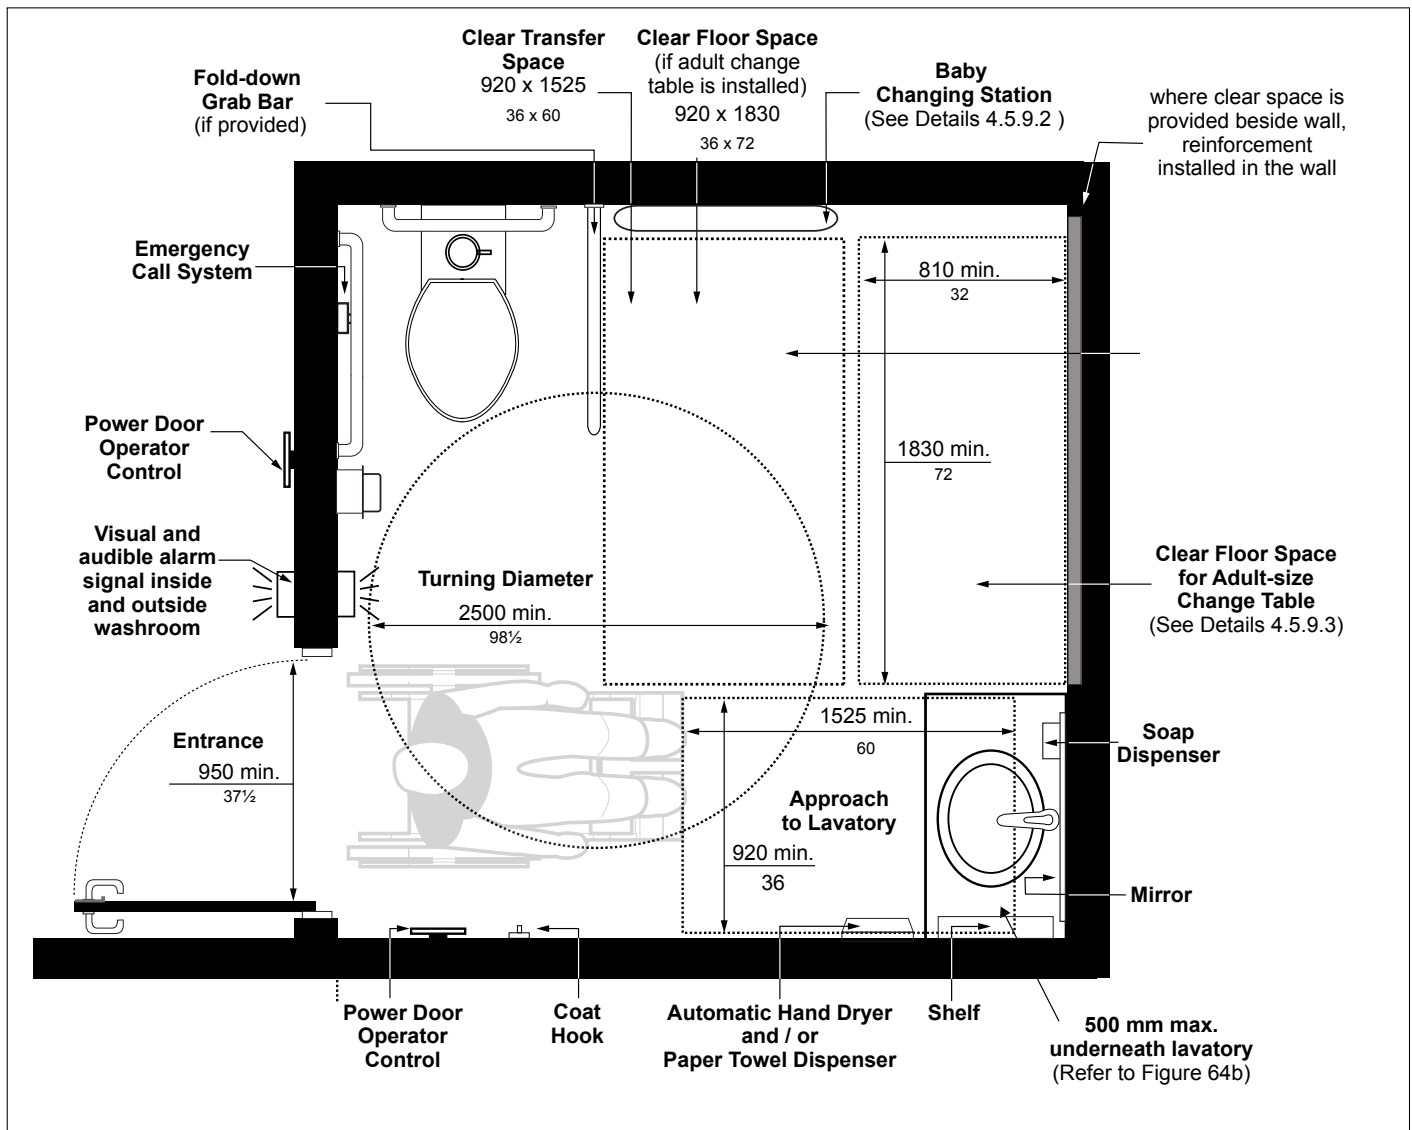 Clear Transfer
Space
920 x 1525
36 x 60
Clear Floor Space
(if adult change
table is installed)
920 x 1830
36 x 72
Fold-down
Grab Bar
(if provided)
Baby
Changing Station
(See Details 4.5.9.2 )
where clear space is
provided beside wall,
reinforcement
installed in the wall
Emergency
Call System
810 min.
32
Power Door
Operator
Control
1830 min.
72
Visual and
audible alarm
signal inside
and outside
washroom
Turning Diameter
2500 min.
98½
Clear Floor Space
for Adult-size
Change Table
(See Details 4.5.9.3)
Entrance
950 min.
37½
1525 min.
60
Soap
Dispenser
Approach
to Lavatory
920 min.
36
Mirror
Power Door
Operator
Control
Coat
Hook
Automatic Hand Dryer
and / or
Paper Towel Dispenser
Shelf
500 mm max.
underneath lavatory
(Refer to Figure 64b)